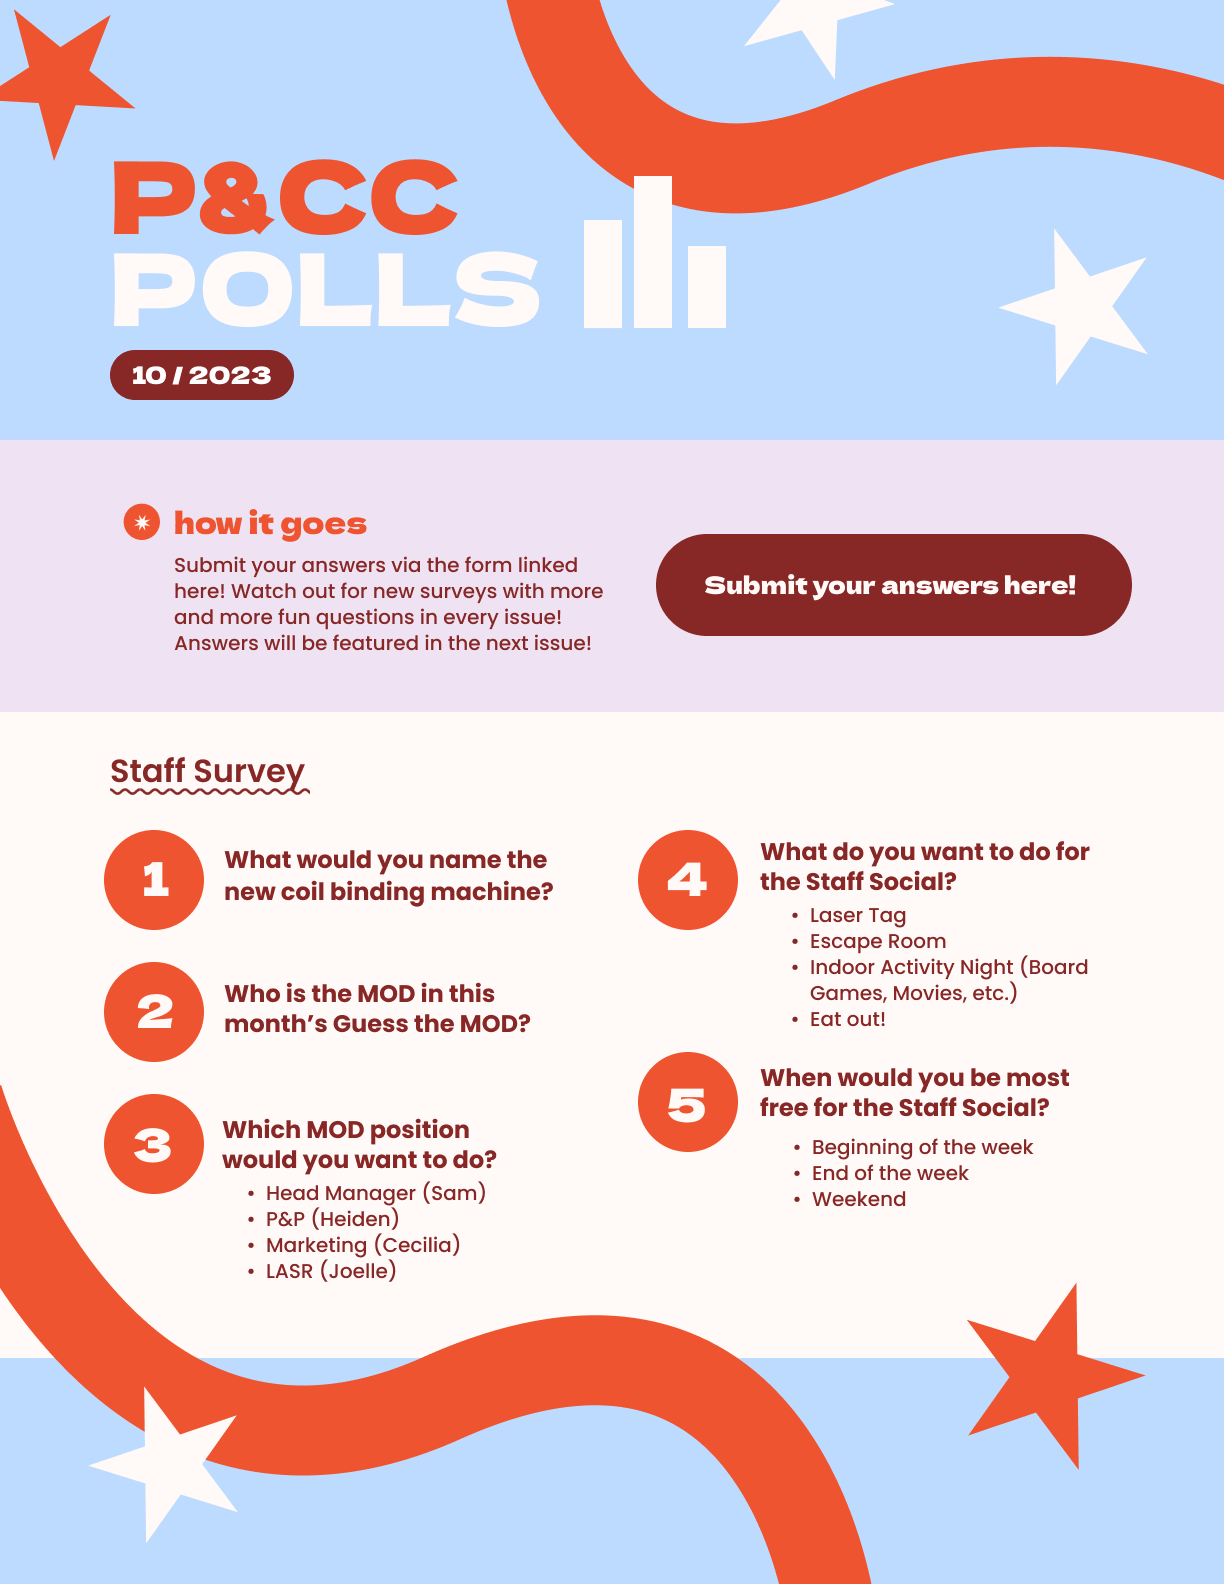 P&CC
POLLS
10 / 2023
how it goes
Submit your answers via the form linked
here! Watch out for new surveys with more
and more fun questions in every issue!
Answers will be featured in the next issue!
Submit your answers here!
Staff Survey
1
What would you name the
new coil binding machine?
2
Who is the MOD in this
month’s Guess the MOD?
3
Which MOD position
would you want to do?
• Head Manager (Sam)
• P&P (Heiden)
• Marketing (Cecilia)
• LASR (Joelle)
4
What do you want to do for
the Staff Social?
• Laser Tag
• Escape Room
• Indoor Activity Night (Board
Games, Movies, etc.)
• Eat out!
5
When would you be most
free for the Staff Social?
• Beginning of the week
• End of the week
• Weekend